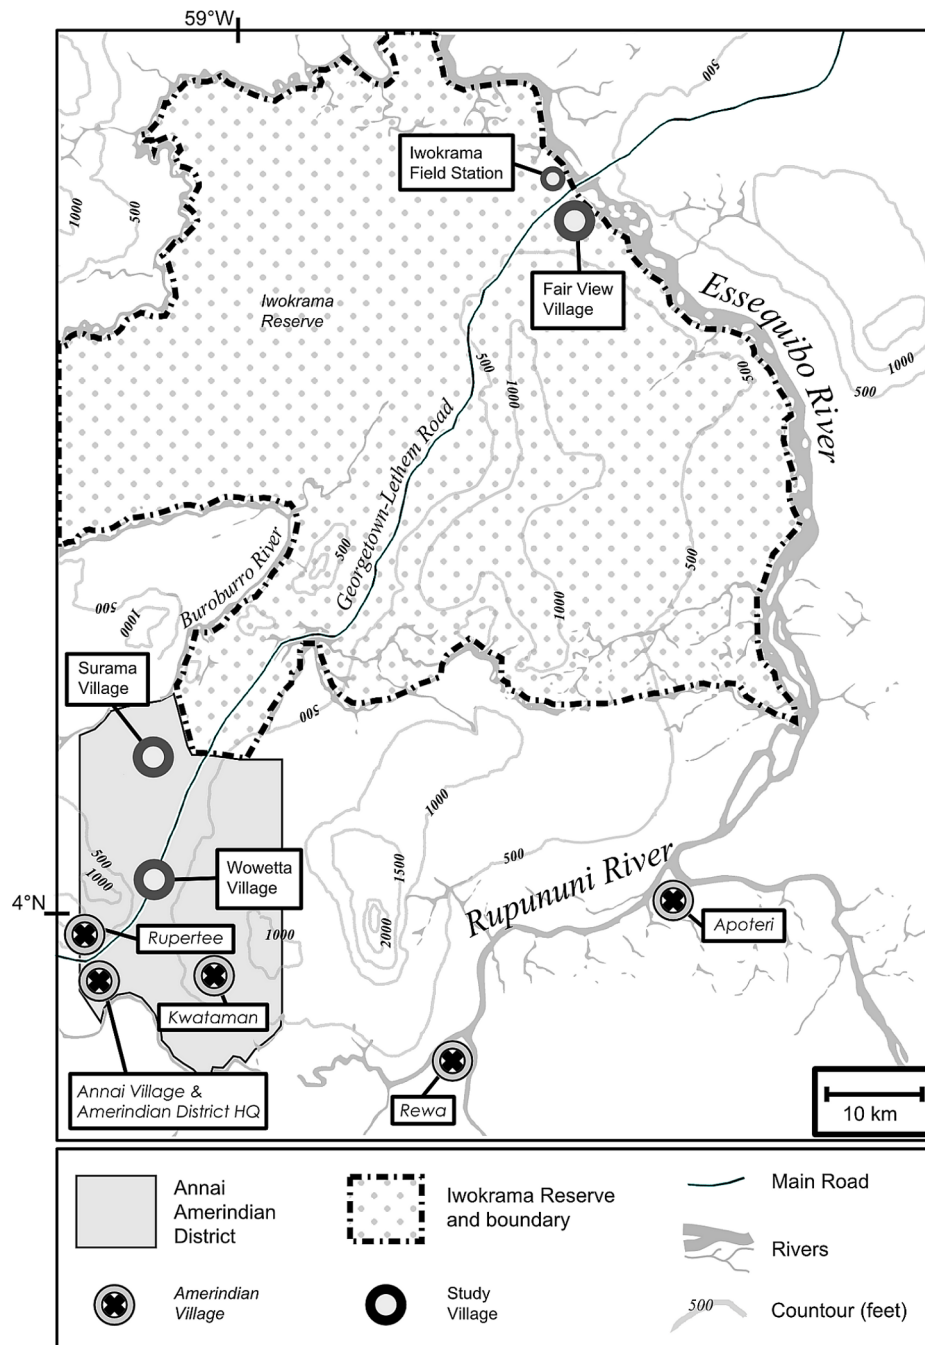 59°W
500
Iwokrama
Field Station
1000
500
Fair View
Village
Essequibo River
Iwokrama
Reserve
1000
500
500
1000
500
Georgetown-Lethem Road
500
500
Buroburro River
500
1000
1000
Surama
Village
500
1000
500
1500
2000
500
1000
Wowetta
Village
Rupununi River
4°N
Rupertee
1000
Apoteri
Kwataman
Annai Village &
Amerindian District HQ
Rewa
10 km
Annai
Amerindian
District
Iwokrama Reserve
and boundary
Main Road
Rivers
Amerindian
Village
Study
Village
500
Countour (feet)